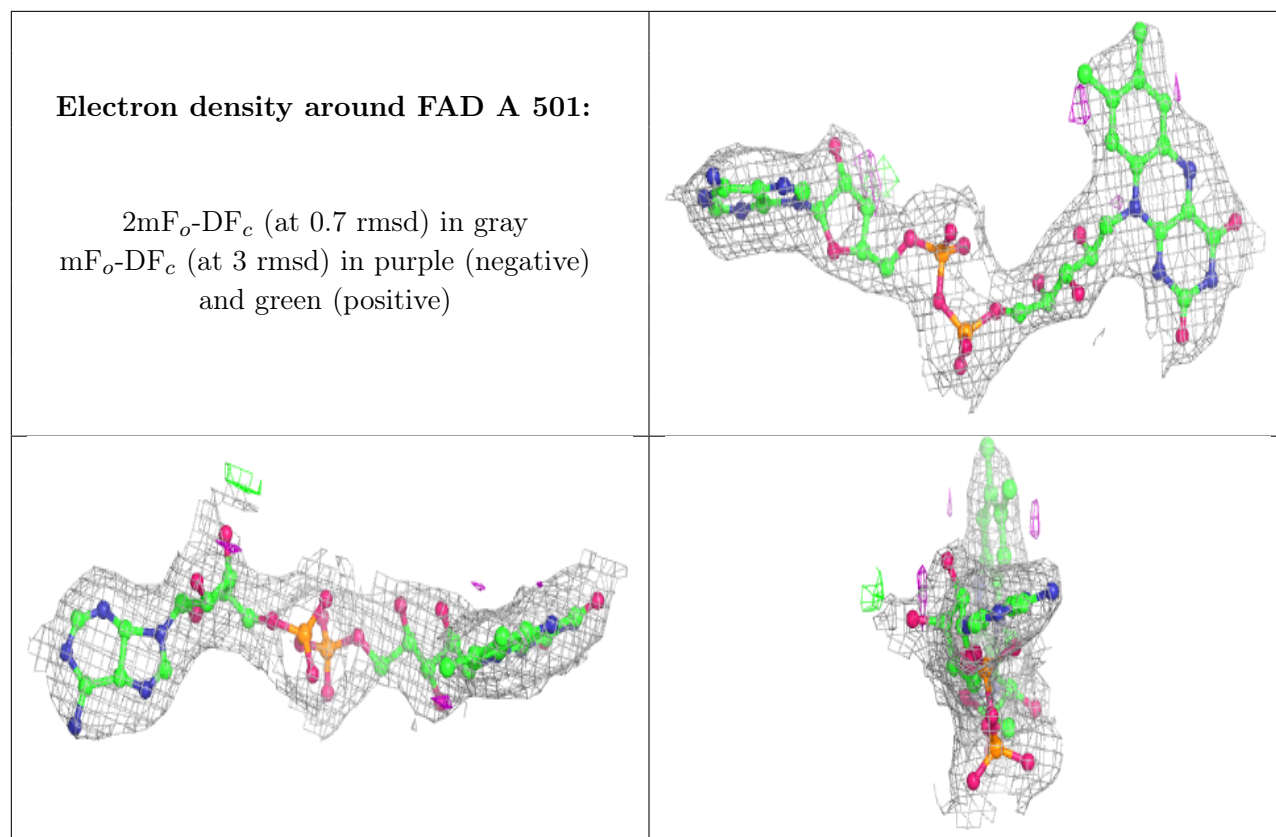 Electron density around FAD A 501:
2mFo-DFc (at 0.7 rmsd) in gray
mFo-DFc (at 3 rmsd) in purple (negative)
and green (positive)